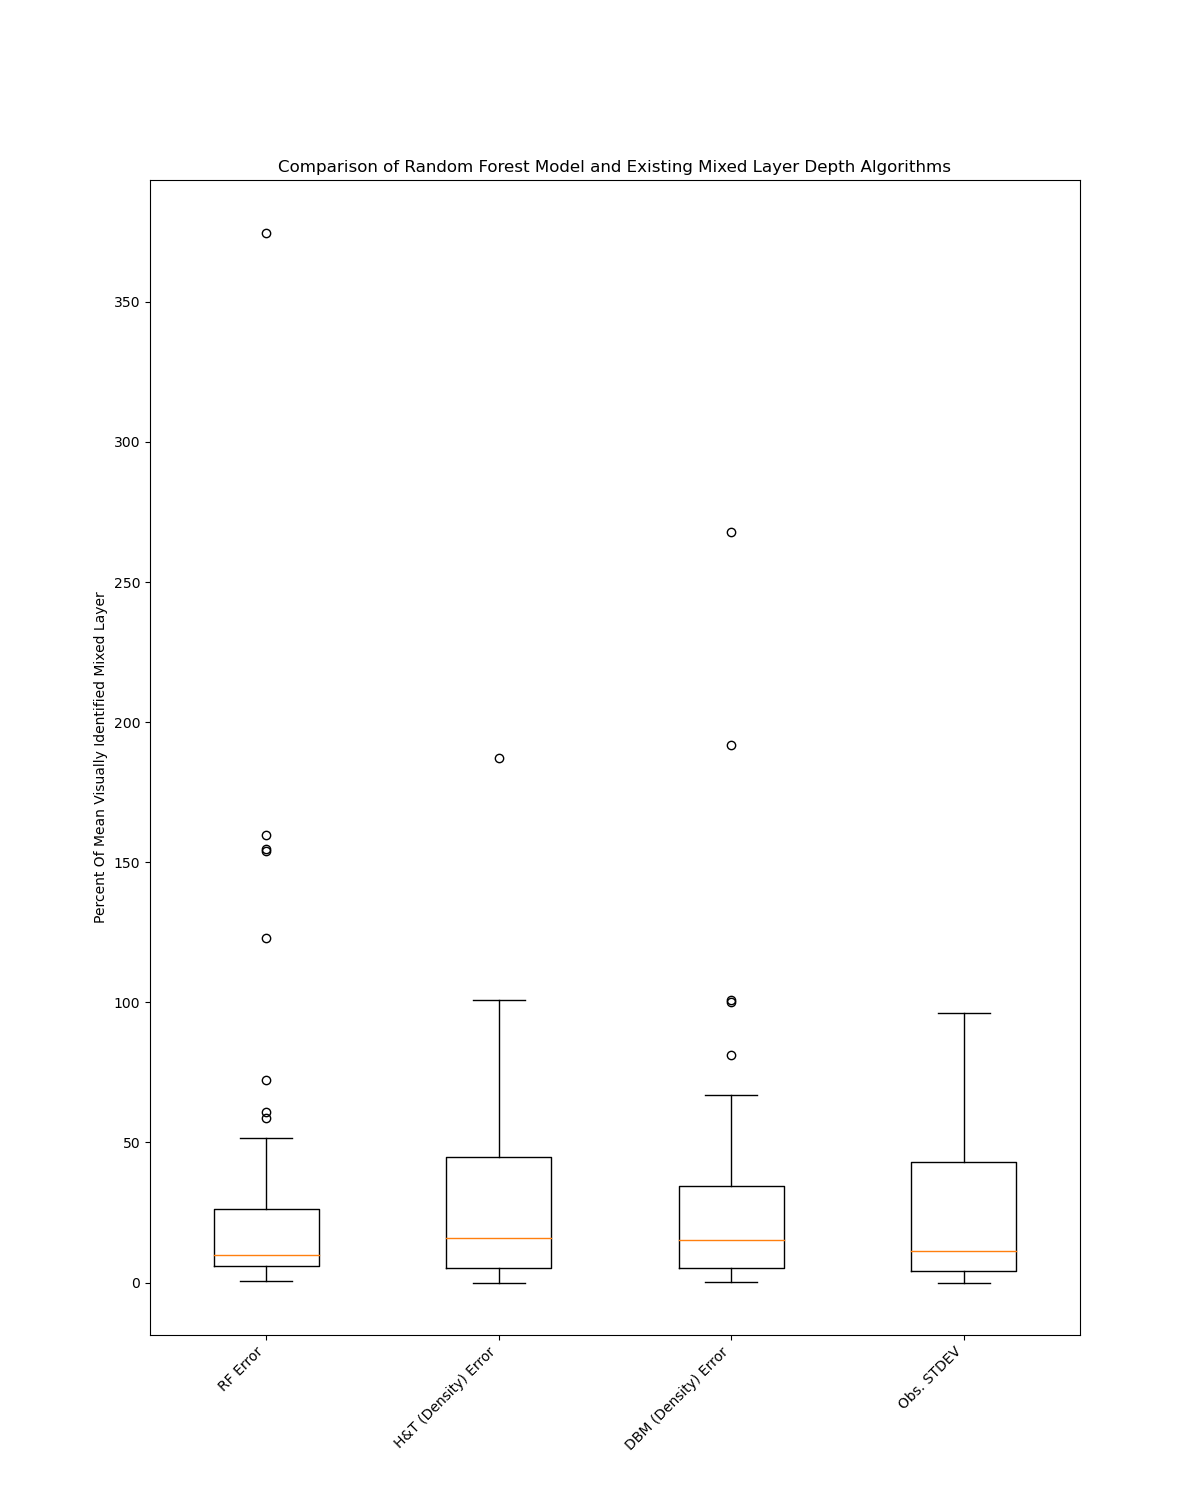 Comparison of Random Forest Model and Existing Mixed Layer Depth Algorithms
Percent Of Mean Visually Identified Mixed Layer
350
300
250
200
150
100
50
0
RF Error
H&T (Density) Error
DBM (Density) Error
Obs. STDEV